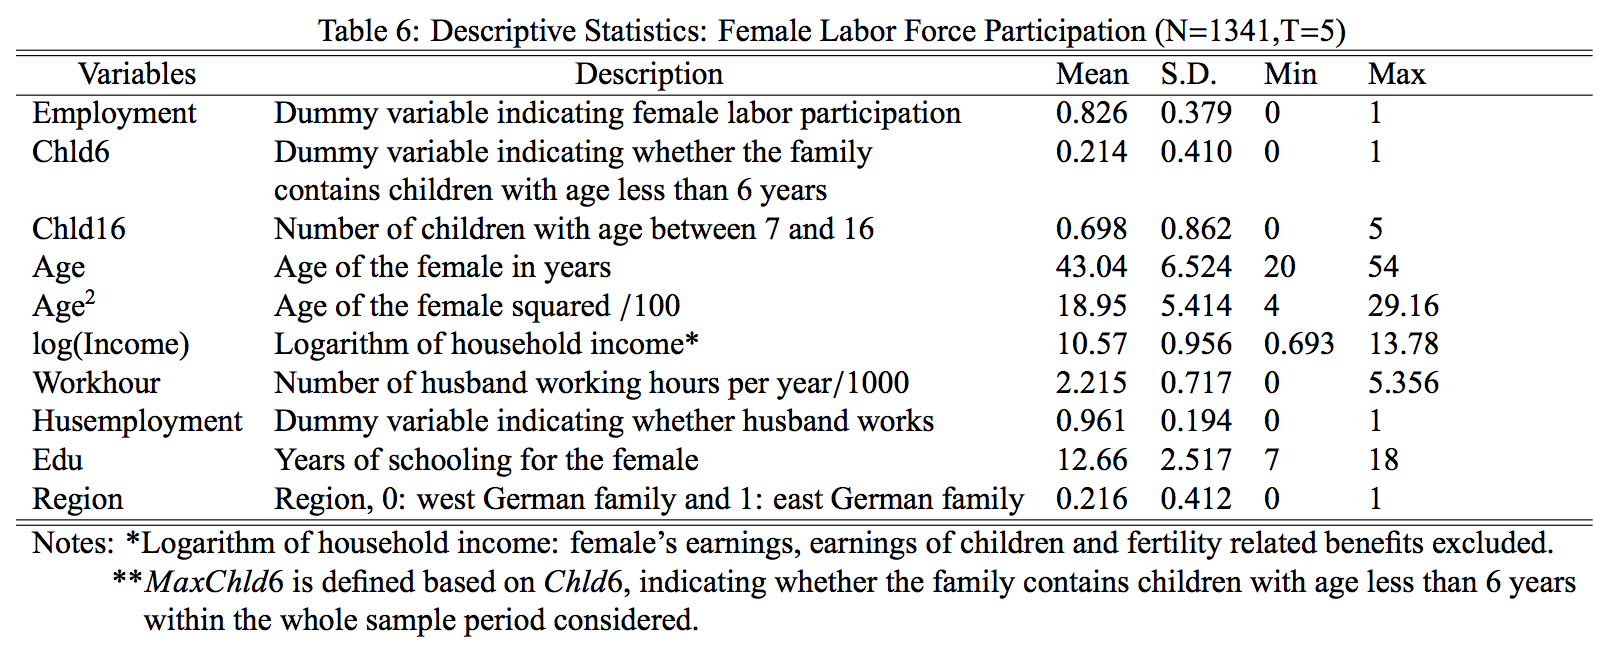 Table 6: Descriptive Statistics: Female Labor Force Participation (N=1341,T=5)
Variables Description Mean S.D. Min Max
Employment Dummy variable indicating female labor participation 0.826 0.379 0 1
Chld6 Dummy variable indicating whether the family 0.214 0.410 0 1
contains children with age less than 6 years
Chld16 Number of children with age between 7 and 16 0.698 0.862 0 5
Age Age of the female in years 43.04 6.524 20 54
Age² Age of the female squared /100 18.95 5.414 4 29.16
log(Income) Logarithm of household income* 10.57 0.956 0.693 13.78
Workhour Number of husband working hours per year/1000 2.215 0.717 0 5.356
Husemployment Dummy variable indicating whether husband works 0.961 0.194 0 1
Edu Years of schooling for the female 12.66 2.517 7 18
Region Region, 0: west German family and 1: east German family 0.216 0.412 0 1
Notes: *Logarithm of household income: female's earnings, earnings of children and fertility related benefits excluded.
**MaxChld6 is defined based on Chld6, indicating whether the family contains children with age less than 6 years
within the whole sample period considered.